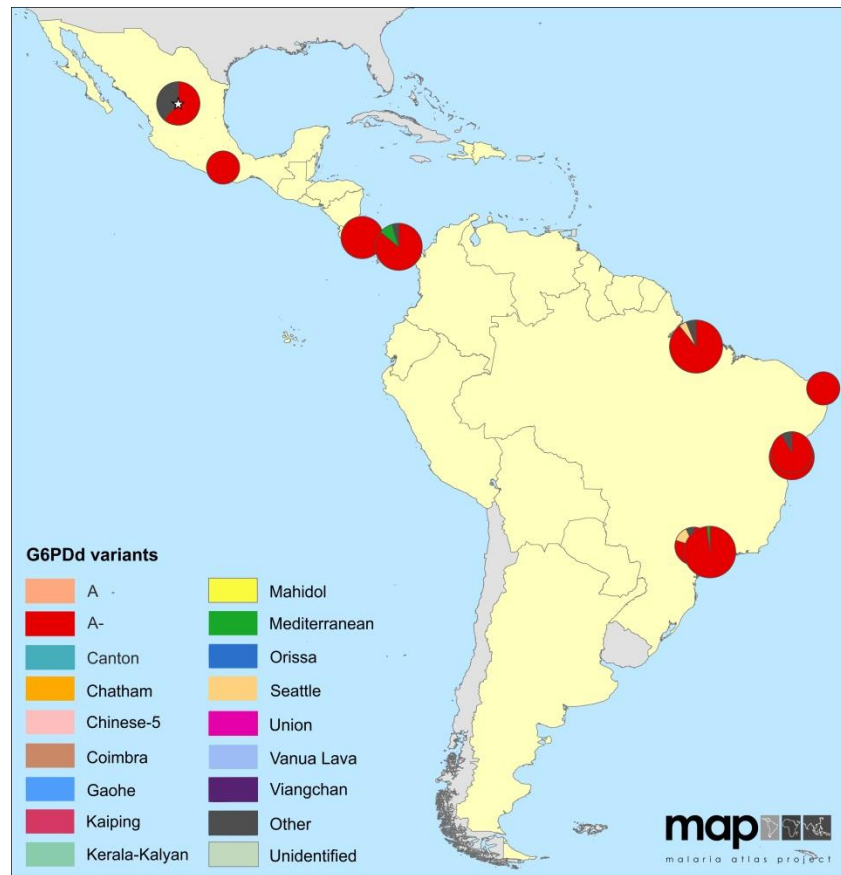 G6PDd variants
A
A-
Canton
Chatham
Chinese-5
Coimbra
Gaohe
Kaiping
Kerala-Kalyan
Mahidol
Mediterranean
Orissa
Seattle
Union
Vanua Lava
Viangchan
Other
Unidentified
map
malaria atlas project